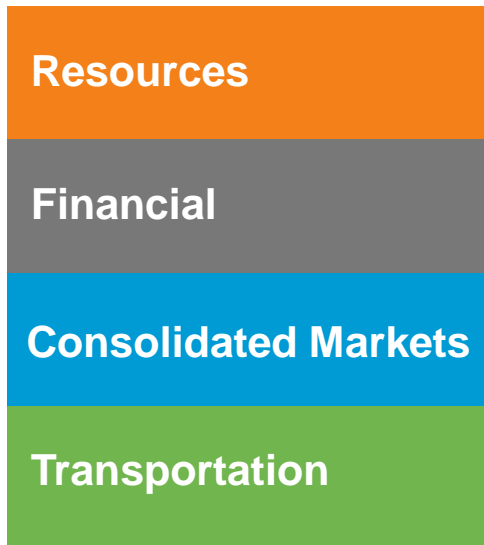 Resources
Financial
Consolidated Markets
Transportation